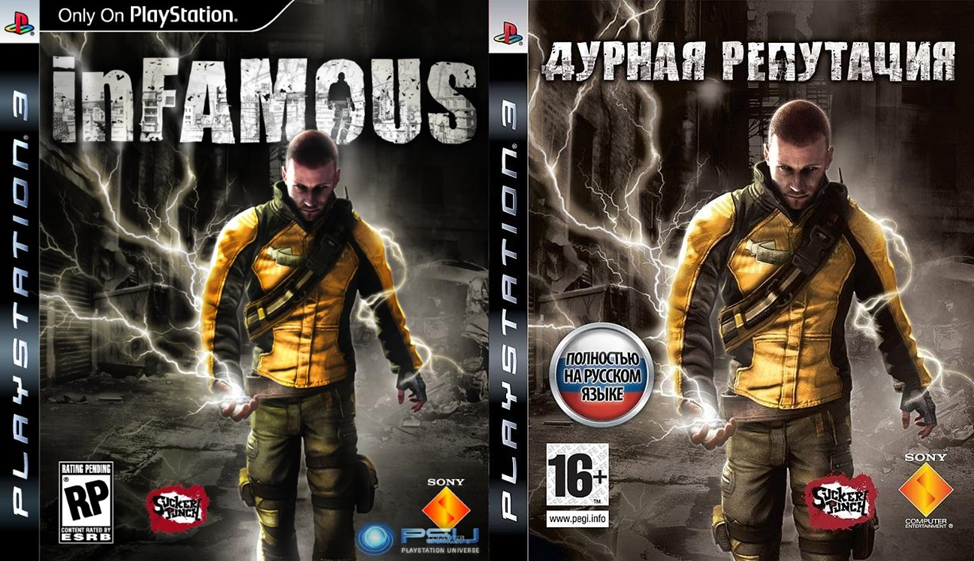 Only On PlayStation®
inFAMOUS
PLAYSTATION® 3
RATING PENDING
RP
CONTENT RATED BY
ESRB
SUCKER PUNCH
SONY
PSU
PLAYSTATION UNIVERSE
PLAYSTATION® 3
ДУРНАЯ РЕПУТАЦИЯ
ПОЛНОСТЬЮ
НА РУССКОМ
ЯЗЫКЕ
16+
www.pegi.info
SUCKER PUNCH
SONY
COMPUTER
ENTERTAINMENT®